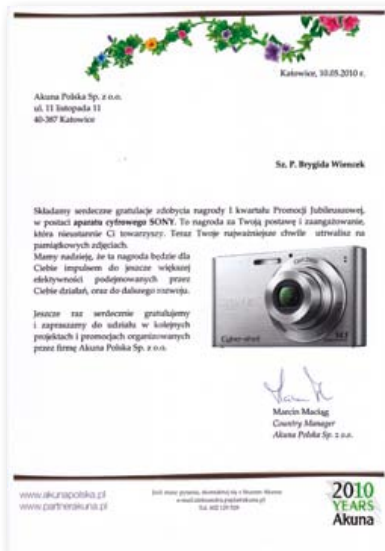 Katowice, 10.05.2010 r.
Akuna Polska Sp. z o.o.
ul. 11 listopada 11
40-387 Katowice
Sz. P. Brygida Wienzek
Składamy serdeczne gratulacje zdobycia nagrody I kwartału Promocji Jubileuszowej,
w postaci aparatu cyfrowego SONY. To nagroda za Twoją postawę i zaangażowanie,
która nieustannie Ci towarzyszy. Teraz Twoje najważniejsze chwile utrwalisz na
pamiątkowych zdjęciach.
Mamy nadzieję, że ta nagroda będzie dla
Ciebie impulsem do jeszcze większej
efektywności podejmowanych przez
Ciebie działań, oraz do dalszego rozwoju.
Jeszcze raz serdecznie gratulujemy
i zapraszamy do udziału w kolejnych
projektach i promocjach organizowanych
przez firmę Akuna Polska Sp. z o.o.
Cyber-shot
14.1
Marcin Maciąg
Country Manager
Akuna Polska Sp. z o.o.
www.akunapolska.pl
www.partnerakuna.pl
2010
YEARS
Akuna